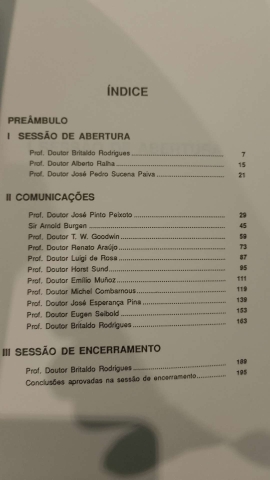 ÍNDICE
PREÂMBULO
I SESSÃO DE ABERTURA
Prof. Doutor Britaldo Rodrigues 7
Prof. Doutor Alberto Ralha 15
Prof. Doutor José Pedro Sucena Paiva 21
II COMUNICAÇÕES
Prof. Doutor José Pinto Peixoto 29
Sir Arnold Burgen 45
Prof. Doutor T. W. Goodwin 59
Prof. Doutor Renato Araújo 73
Prof. Doutor Luigi de Rosa 87
Prof. Doutor Horst Sund 95
Prof. Doutor Emílio Muñoz 111
Prof. Doutor Michel Combarnous 119
Prof. Doutor José Esperança Pina 139
Prof. Doutor Eugen Seibold 153
Prof. Doutor Britaldo Rodrigues 163
III SESSÃO DE ENCERRAMENTO
Prof. Doutor Britaldo Rodrigues
Conclusões aprovadas na sessão de encerramento